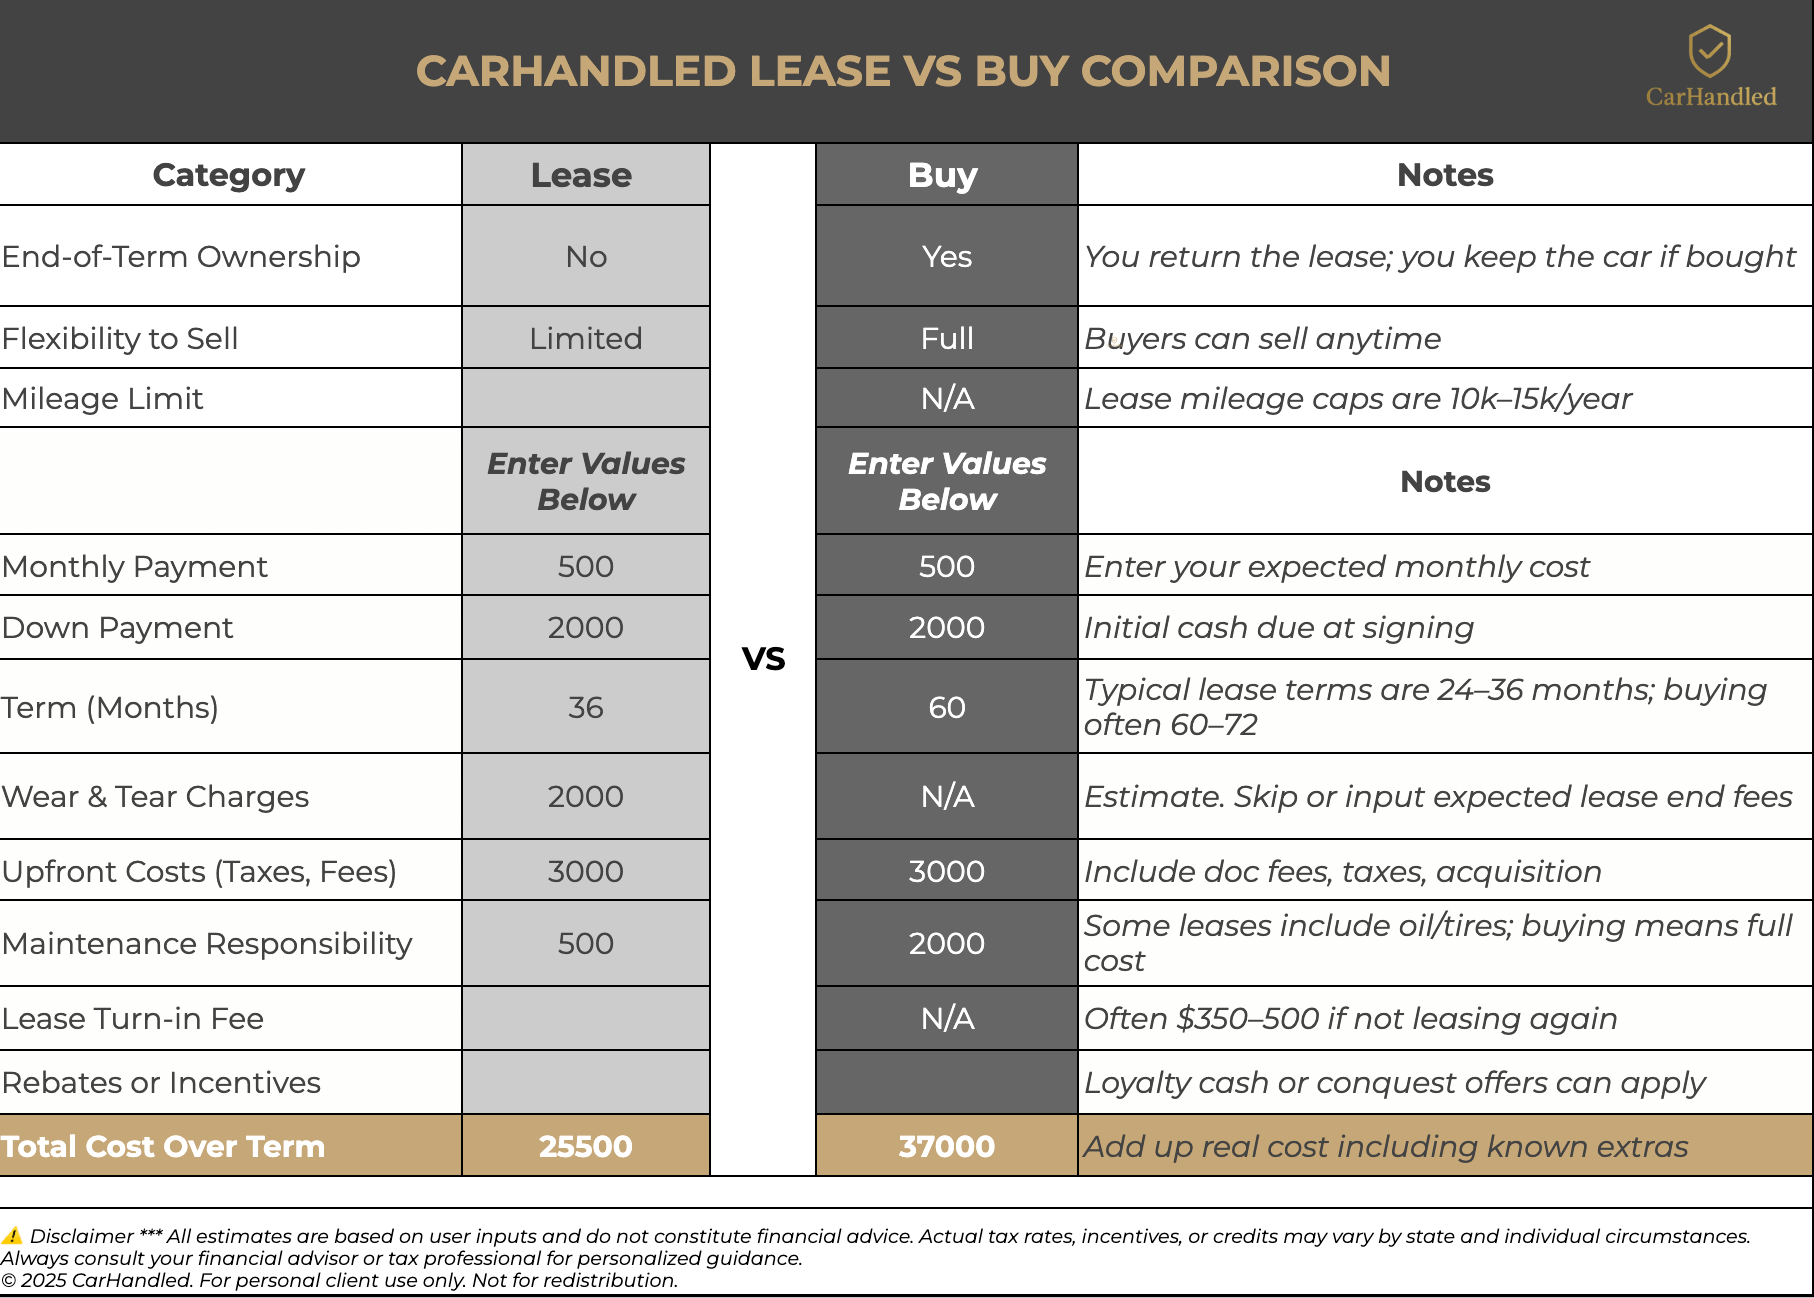 CARHANDLED LEASE VS BUY COMPARISON
CarHandled
Category Lease Buy Notes
End-of-Term Ownership No Yes You return the lease; you keep the car if bought
Flexibility to Sell Limited Full Buyers can sell anytime
Mileage Limit N/A Lease mileage caps are 10k–15k/year
Enter Values Below Enter Values Below Notes
Monthly Payment 500 500 Enter your expected monthly cost
Down Payment 2000 2000 Initial cash due at signing
VS
Term (Months) 36 60 Typical lease terms are 24–36 months; buying
often 60–72
Wear & Tear Charges 2000 N/A Estimate. Skip or input expected lease end fees
Upfront Costs (Taxes, Fees) 3000 3000 Include doc fees, taxes, acquisition
Maintenance Responsibility 500 2000 Some leases include oil/tires; buying means full
cost
Lease Turn-in Fee N/A Often $350–500 if not leasing again
Rebates or Incentives Loyalty cash or conquest offers can apply
Total Cost Over Term 25500 37000 Add up real cost including known extras
⚠️ Disclaimer *** All estimates are based on user inputs and do not constitute financial advice. Actual tax rates, incentives, or credits may vary by state and individual circumstances.
Always consult your financial advisor or tax professional for personalized guidance.
© 2025 CarHandled. For personal client use only. Not for redistribution.